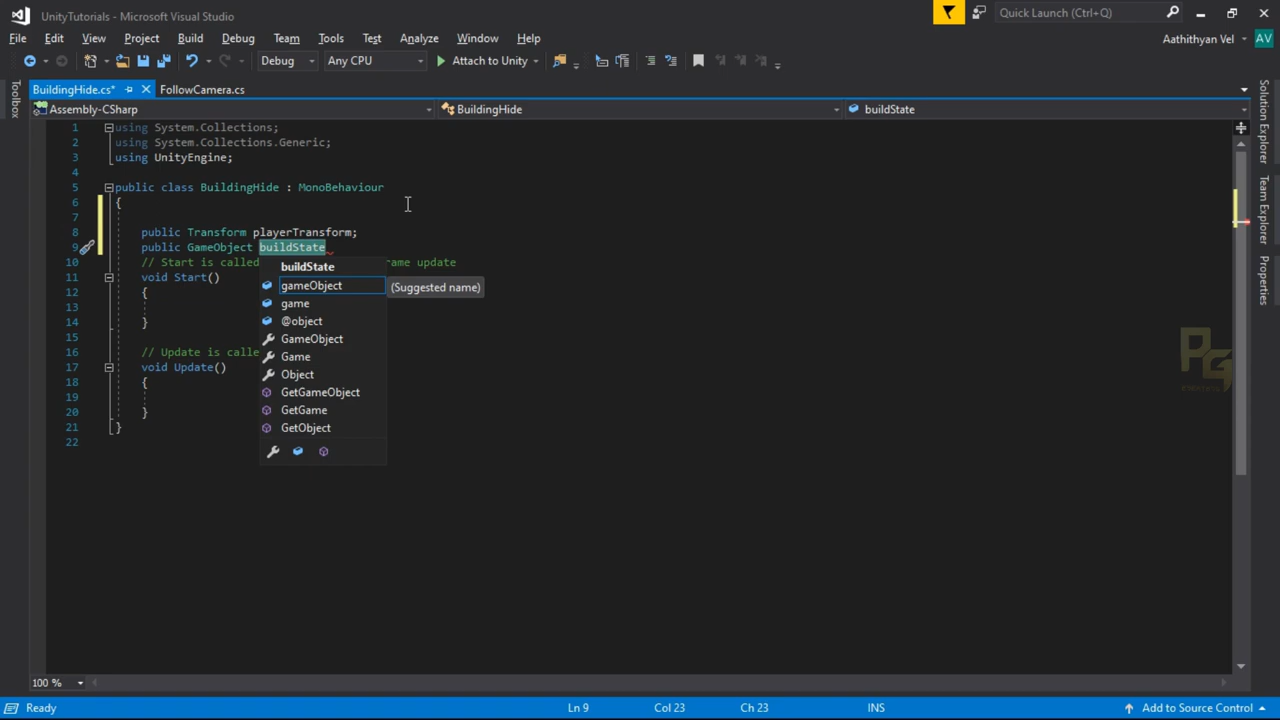 UnityTutorials - Microsoft Visual Studio
Quick Launch (Ctrl+Q)
File Edit View Project Build Debug Team Tools Test Analyze Window Help
Aathithyan Vel AV
Debug Any CPU Attach to Unity
BuildingHide.cs* FollowCamera.cs
Assembly-CSharp BuildingHide buildState
Toolbox
Solution Explorer
Team Explorer
Properties
1 using System.Collections;
2 using System.Collections.Generic;
3 using UnityEngine;
4
5 public class BuildingHide : MonoBehaviour
6 {
7
8 public Transform playerTransform;
9 public GameObject buildState
10 // Start is called ame update
11 void Start()
12 {
13
14 }
15
16 // Update is calle
17 void Update()
18 {
19
20 }
21 }
22
buildState
gameObject (Suggested name)
game
@object
GameObject
Game
Object
GetGameObject
GetGame
GetObject
PG
100 %
Ready Ln 9 Col 23 Ch 23 INS Add to Source Control